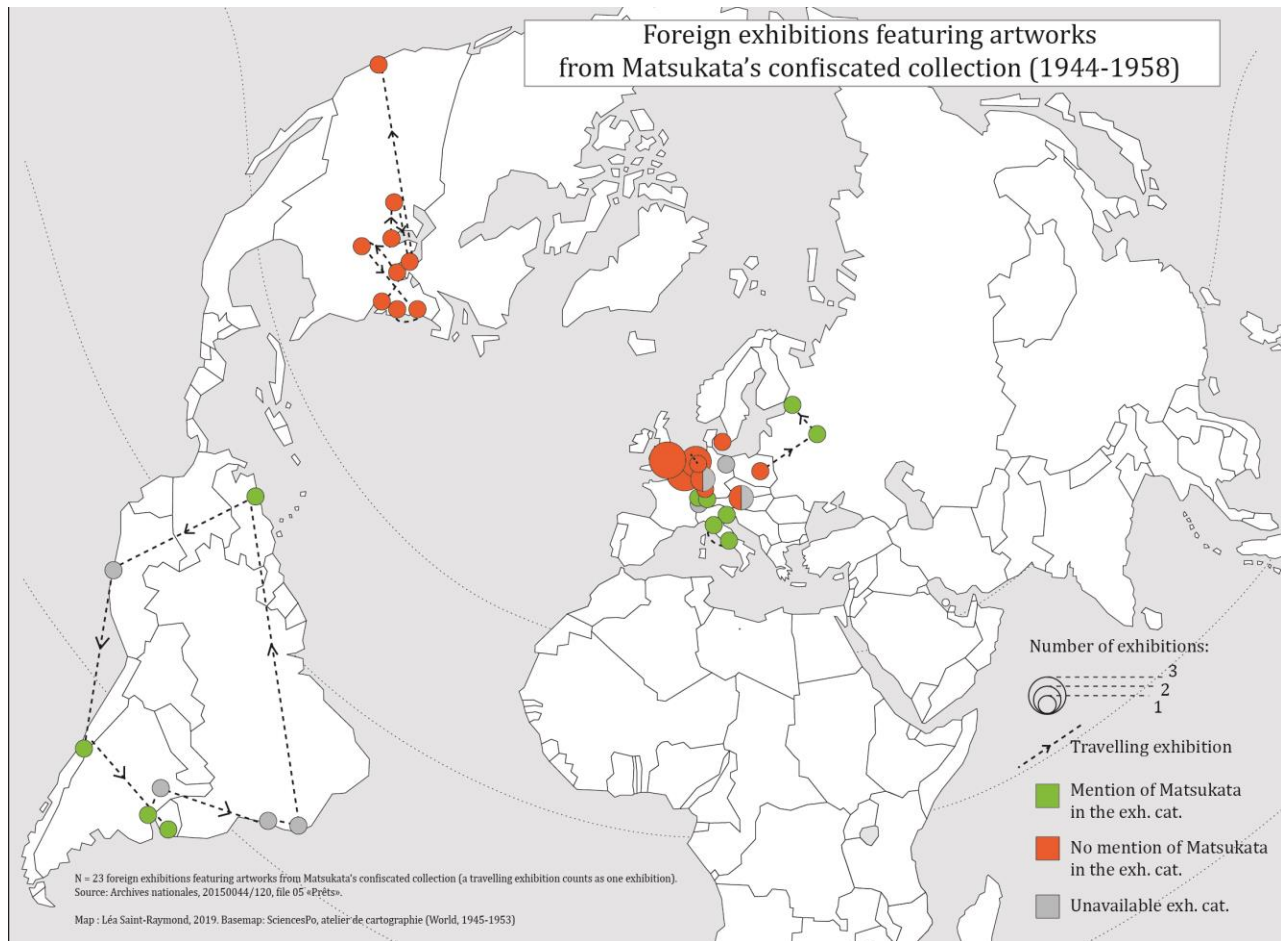 Foreign exhibitions featuring artworks
from Matsukata's confiscated collection (1944-1958)
Number of exhibitions:
3
2
1
Travelling exhibition
Mention of Matsukata
in the exh. cat.
No mention of Matsukata
in the exh. cat.
Unavailable exh. cat.
N = 23 foreign exhibitions featuring artworks from Matsukata's confiscated collection (a travelling exhibition counts as one exhibition).
Source: Archives nationales, 20150044/120, file 05 «Prêts».
Map : Léa Saint-Raymond, 2019. Basemap: SciencesPo, atelier de cartographie (World, 1945-1953)